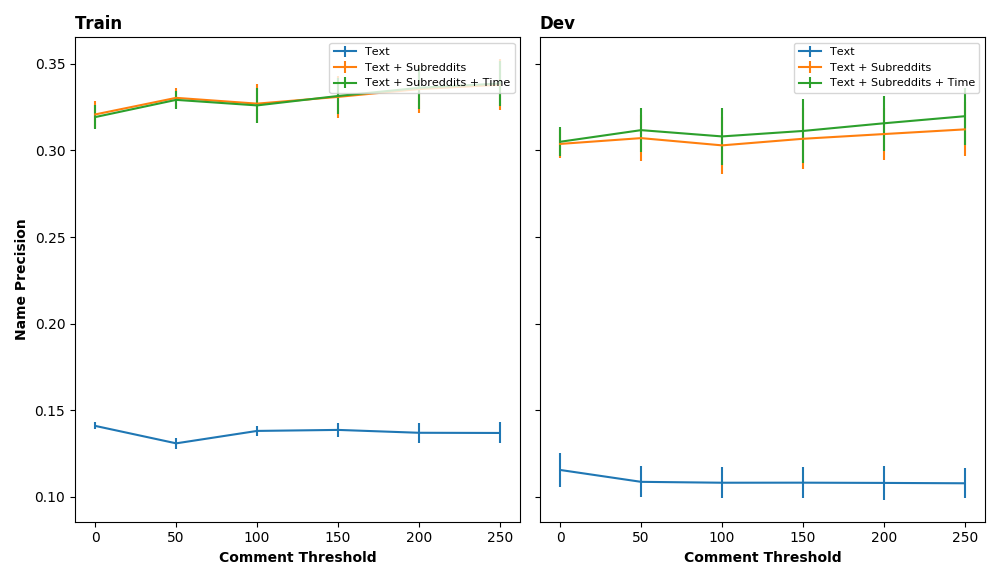 Train
Dev
Text
Text + Subreddits
Text + Subreddits + Time
Text
Text + Subreddits
Text + Subreddits + Time
Name Precision
0.35
0.30
0.25
0.20
0.15
0.10
0 50 100 150 200 250
0 50 100 150 200 250
Comment Threshold
Comment Threshold